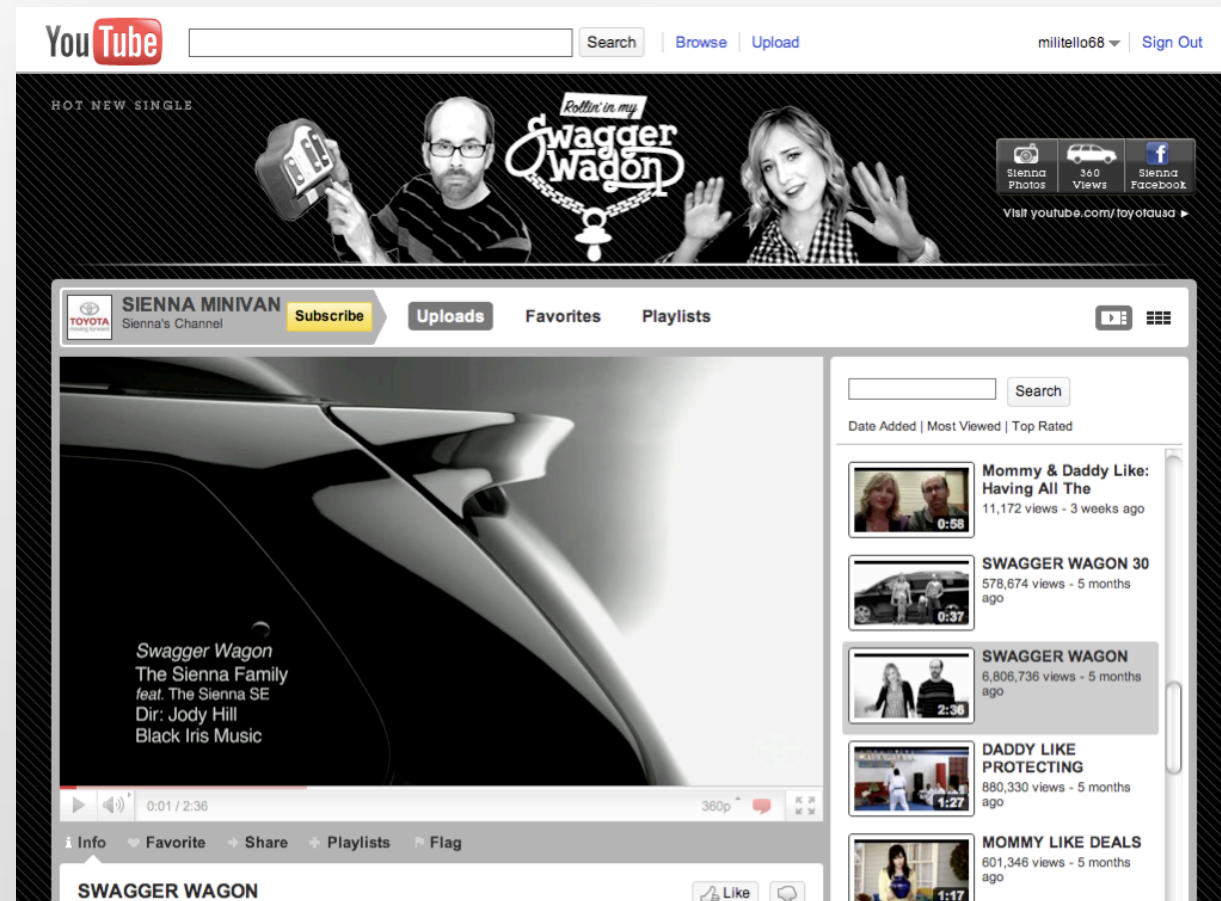 You Tube
Search
Browse
Upload
militello68
Sign Out
HOT NEW SINGLE
Rollin' in my
Swagger
Wagon
Sienna
Photos
360
Views
f
Sienna
Facebook
Visit youtube.com/toyotausa
TOYOTA
moving forward
SIENNA MINIVAN
Sienna's Channel
Subscribe
Uploads
Favorites
Playlists
Swagger Wagon
The Sienna Family
feat. The Sienna SE
Dir: Jody Hill
Black Iris Music
0:01 / 2:36
360p
i Info
Favorite
Share
Playlists
Flag
SWAGGER WAGON
Like
Search
Date Added | Most Viewed | Top Rated
0:58
Mommy & Daddy Like:
Having All The
11,172 views - 3 weeks ago
0:37
SWAGGER WAGON 30
578,674 views - 5 months
ago
2:36
SWAGGER WAGON
6,806,736 views - 5 months
ago
1:27
DADDY LIKE
PROTECTING
880,330 views - 5 months
ago
1:17
MOMMY LIKE DEALS
601,346 views - 5 months
ago